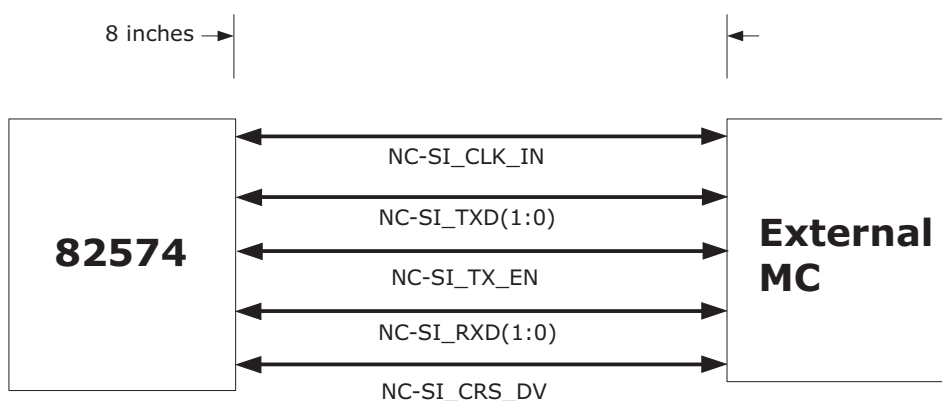 8 inches
NC-SI_CLK_IN
NC-SI_TXD(1:0)
82574
External
MC
NC-SI_TX_EN
NC-SI_RXD(1:0)
NC-SI_CRS_DV